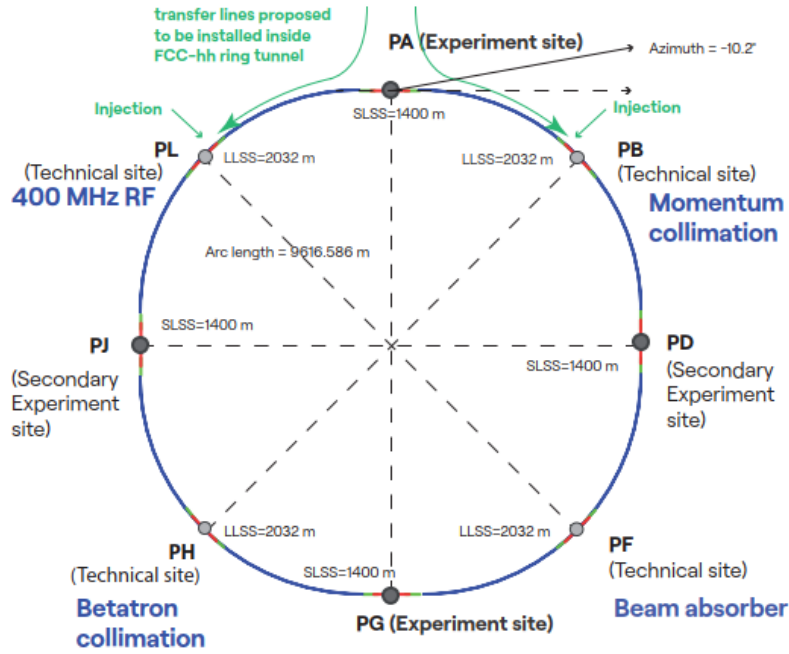 transfer lines proposed
to be installed inside
FCC-hh ring tunnel
PA (Experiment site)
Azimuth = -10.2°
SLSS=1400 m
Injection
Injection
PL
(Technical site)
400 MHz RF
LLSS=2032 m
LLSS=2032 m
PB
(Technical site)
Momentum
collimation
Arc length = 9616.586 m
SLSS=1400 m
PJ
(Secondary
Experiment
site)
SLSS=1400 m
PD
(Secondary
Experiment
site)
LLSS=2032 m
PH
(Technical site)
Betatron
collimation
LLSS=2032 m
PF
(Technical site)
Beam absorber
SLSS=1400 m
PG (Experiment site)